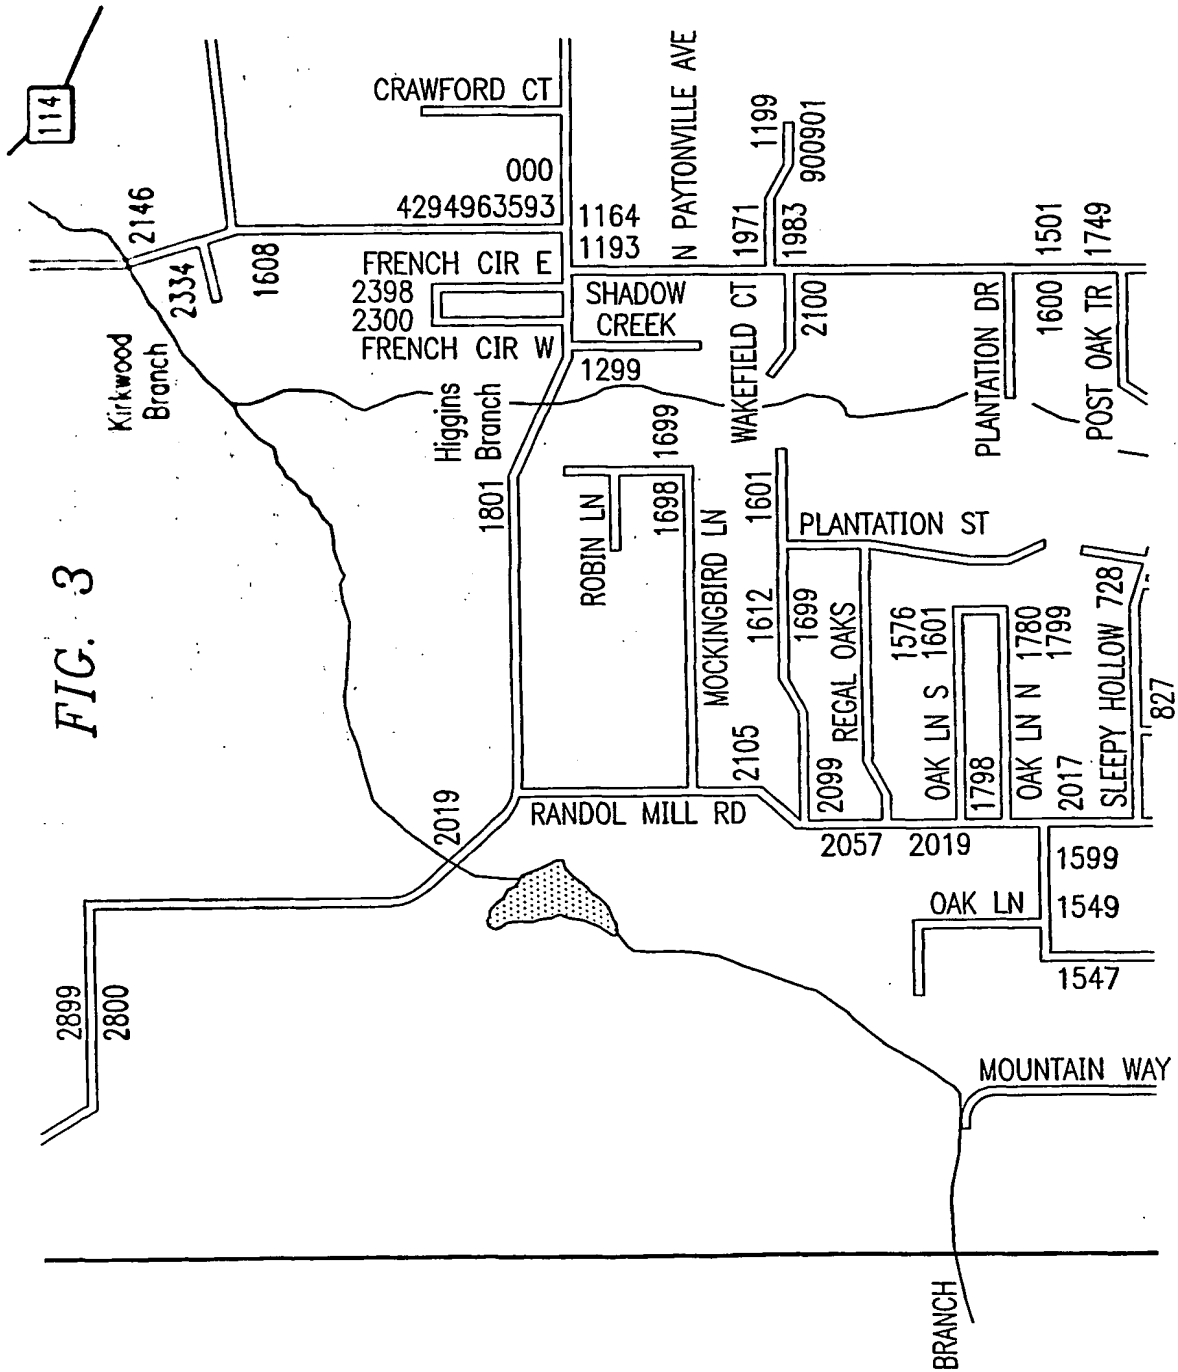 FIG. 3
114
2146
2334
1608
Kirkwood
Branch
CRAWFORD CT
000
4294963593
1164
1193
FRENCH CIR E
2398
2300
FRENCH CIR W
SHADOW
CREEK
1299
N PAYTONVILLE AVE
1199
900901
1971
1983
WAKEFIELD CT
2100
PLANTATION DR
1501
1600
1749
POST OAK TR
Higgins
Branch
1801
ROBIN LN
1699
1698
MOCKINGBIRD LN
1601
PLANTATION ST
1612
1699
REGAL OAKS
1576
1601
OAK LN S
1798
OAK LN N
1780
1799
SLEEPY HOLLOW 728
827
2019
RANDOL MILL RD
2105
2099
2057
2019
2017
1599
OAK LN
1549
1547
2899
2800
MOUNTAIN WAY
BRANCH